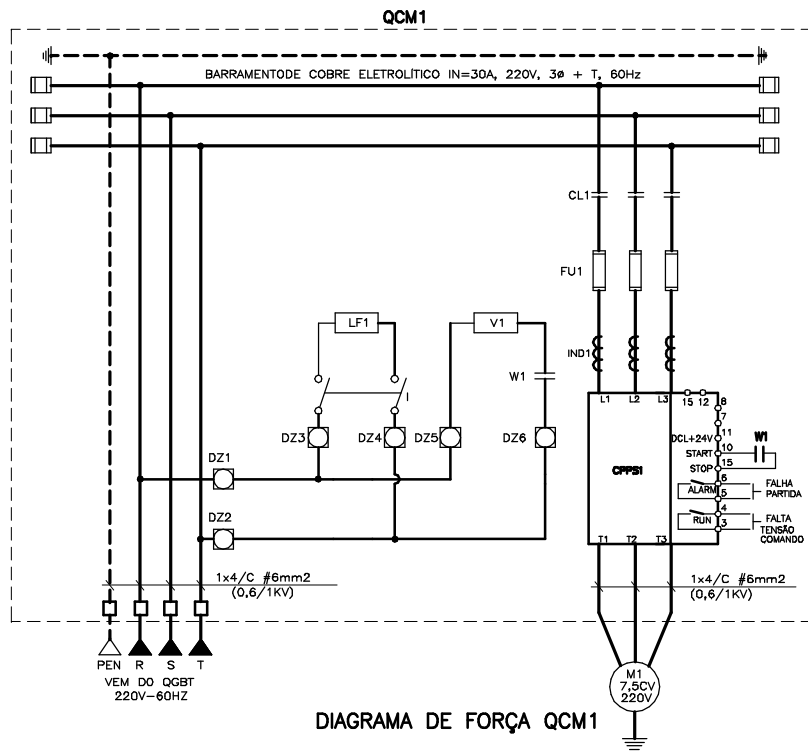 QCM1
BARRAMENTODE COBRE ELETROLÍTICO IN=30A, 220V, 3ø + T, 60Hz
CL1
FU1
LF1
V1
IND1
W1
I
L1 L2 L3
15 12 8
7
DZ3 DZ4 DZ5 DZ6
DCL+24V 11
START 10 W1
STOP 15
CPPS1
DZ1
ALARM 6 5
FALHA
PARTIDA
RUN 4 3
FALTA
TENSÃO
COMANDO
DZ2
T1 T2 T3
1x4/C #6mm2
(0,6/1KV)
1x4/C #6mm2
(0,6/1KV)
PEN R S T
VEM DO QGBT
220V-60HZ
M1
7,5CV
220V
DIAGRAMA DE FORÇA QCM1